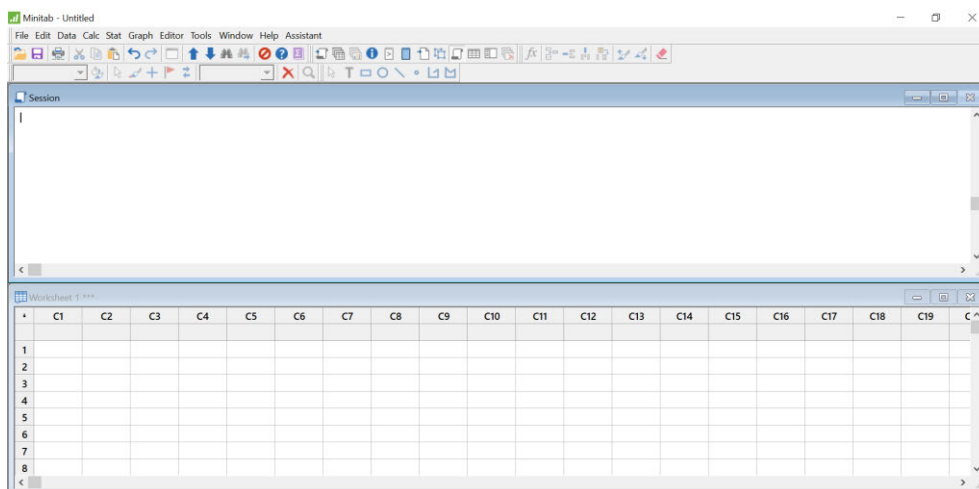 Minitab - Untitled
File Edit Data Calc Stat Graph Editor Tools Window Help Assistant
Session
Worksheet 1 ***
C1 C2 C3 C4 C5 C6 C7 C8 C9 C10 C11 C12 C13 C14 C15 C16 C17 C18 C19 C
1
2
3
4
5
6
7
8